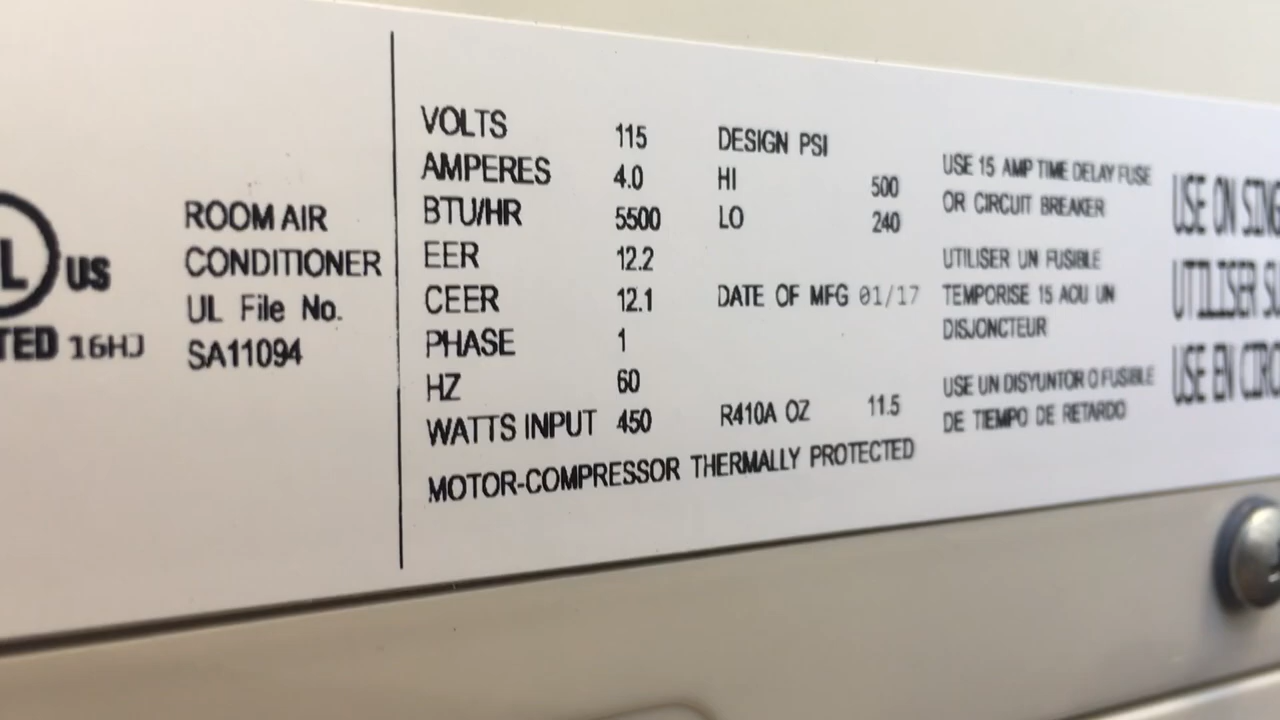 L US
TED 16HJ
ROOM AIR
CONDITIONER
UL File No.
SA11094
VOLTS 115
AMPERES 4.0
BTU/HR 5500
EER 12.2
CEER 12.1
PHASE 1
HZ 60
WATTS INPUT 450
MOTOR-COMPRESSOR THERMALLY PROTECTED
DESIGN PSI
HI 500
LO 240
DATE OF MFG 01/17
R410A OZ 11.5
USE 15 AMP TIME DELAY FUSE
OR CIRCUIT BREAKER
UTILISER UN FUSIBLE
TEMPORISE 15 AOU UN
DISJONCTEUR
USE UN DISYUNTOR O FUSIBLE
DE TIEMPO DE RETARDO
USE ON SING
UTILISER SU
USE EN CIRC